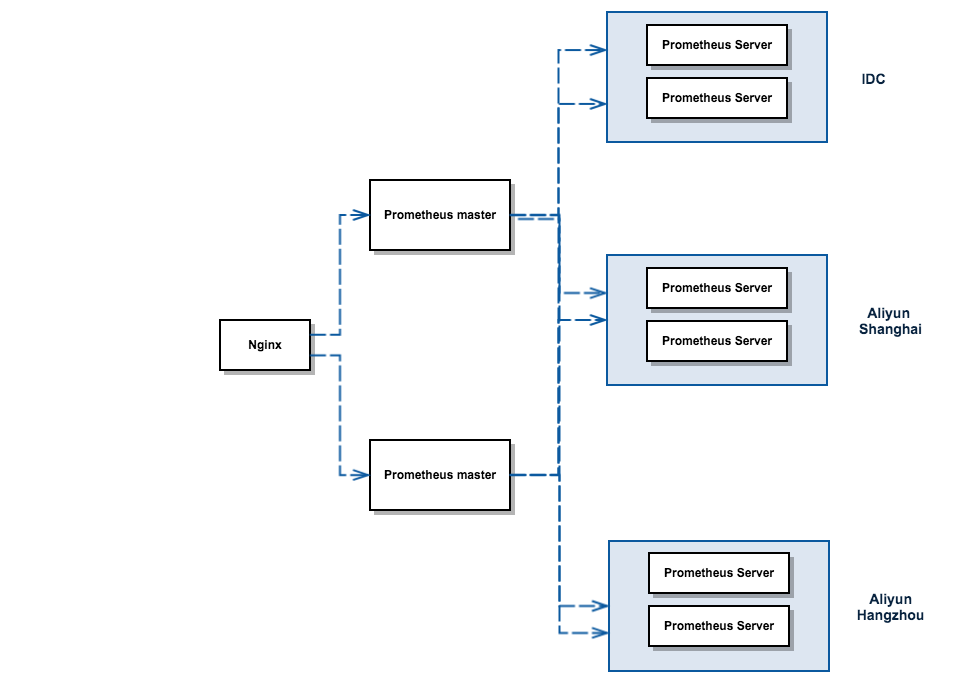 Prometheus Server
Prometheus Server
IDC
Prometheus master
Prometheus Server
Prometheus Server
Aliyun
Shanghai
Nginx
Prometheus master
Prometheus Server
Prometheus Server
Aliyun
Hangzhou